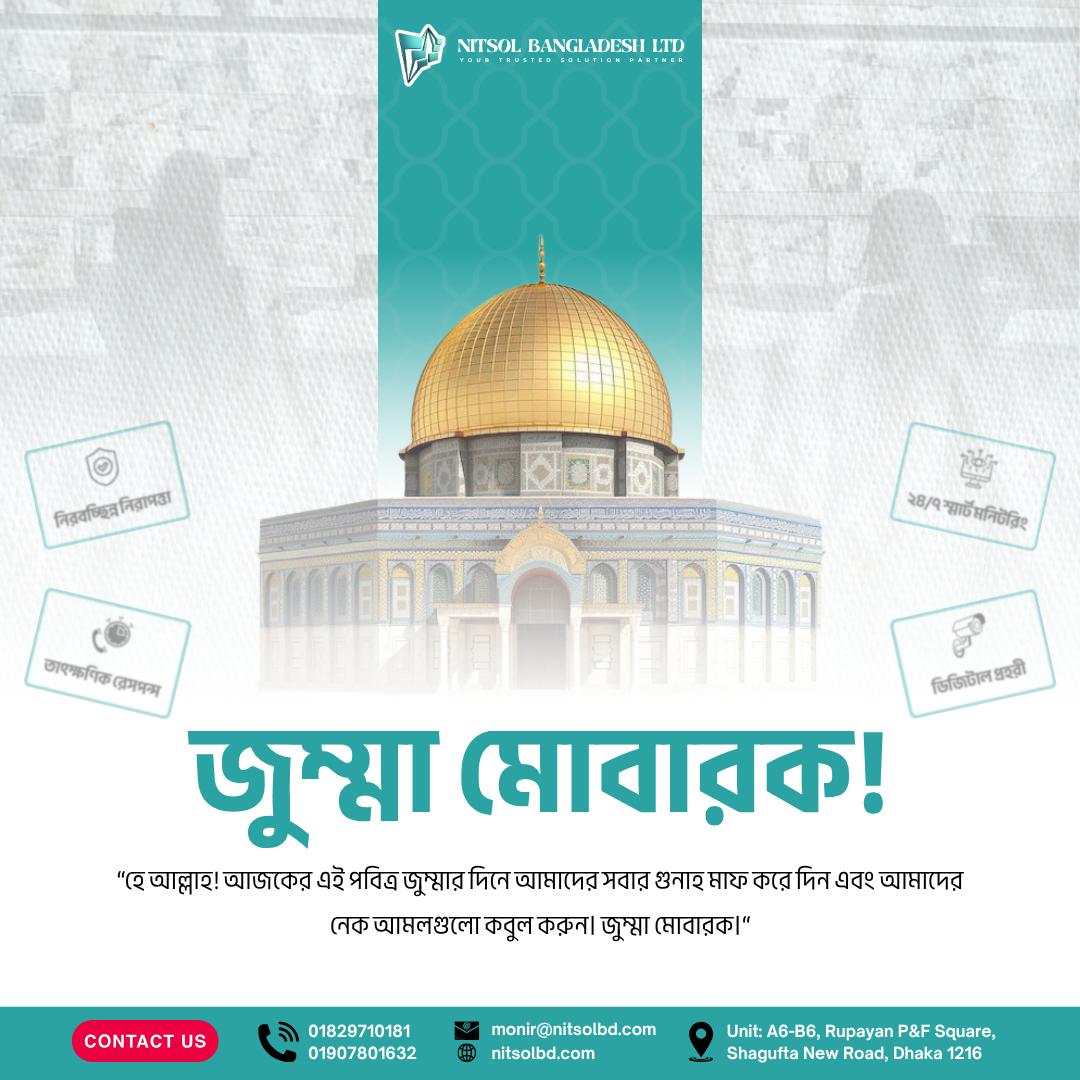 NITSOL BANGLADESH LTD
YOUR TRUSTED SOLUTION PARTNER
নিরবচ্ছিন্ন নিরাপত্তা
২৪/৭ স্মার্ট মনিটরিং
তাৎক্ষণিক রেসপন্স
ডিজিটাল প্রহরী
জুম্মা মোবারক!
“হে আল্লাহ! আজকের এই পবিত্র জুম্মার দিনে আমাদের সবার গুনাহ মাফ করে দিন এবং আমাদের
নেক আমলগুলো কবুল করুন। জুম্মা মোবারক।“
CONTACT US
01829710181
01907801632
monir@nitsolbd.com
nitsolbd.com
Unit: A6-B6, Rupayan P&F Square,
Shagufta New Road, Dhaka 1216